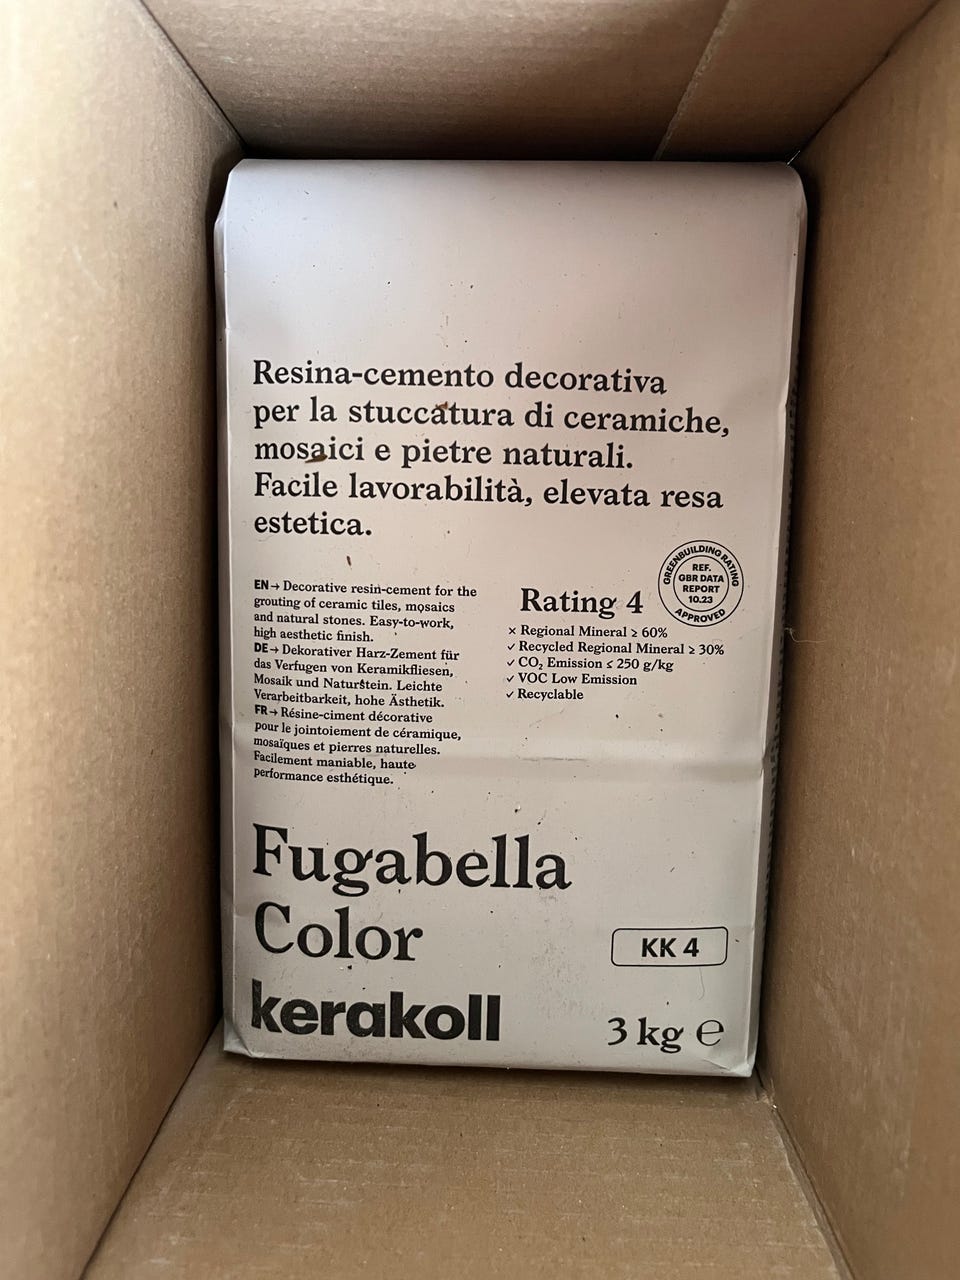 Resina-cemento decorativa
per la stuccatura di ceramiche,
mosaici e pietre naturali.
Facile lavorabilità, elevata resa
estetica.
EN→ Decorative resin-cement for the
grouting of ceramic tiles, mosaics
and natural stones. Easy-to-work,
high aesthetic finish.
DE→ Dekorativer Harz-Zement für
das Verfugen von Keramikfliesen,
Mosaik und Naturstein. Leichte
Verarbeitbarkeit, hohe Ästhetik.
FR→ Résine-ciment décorative
pour le jointoiement de céramique,
mosaïques et pierres naturelles.
Facilement maniable, haute
performance esthétique.
Rating 4
GREENBUILDING RATING
REF.
GBR DATA
REPORT
10.23
APPROVED
× Regional Mineral ≥ 60%
✓ Recycled Regional Mineral ≥ 30%
✓ CO₂ Emission ≤ 250 g/kg
✓ VOC Low Emission
✓ Recyclable
Fugabella
Color
KK 4
kerakoll
3 kg ℮